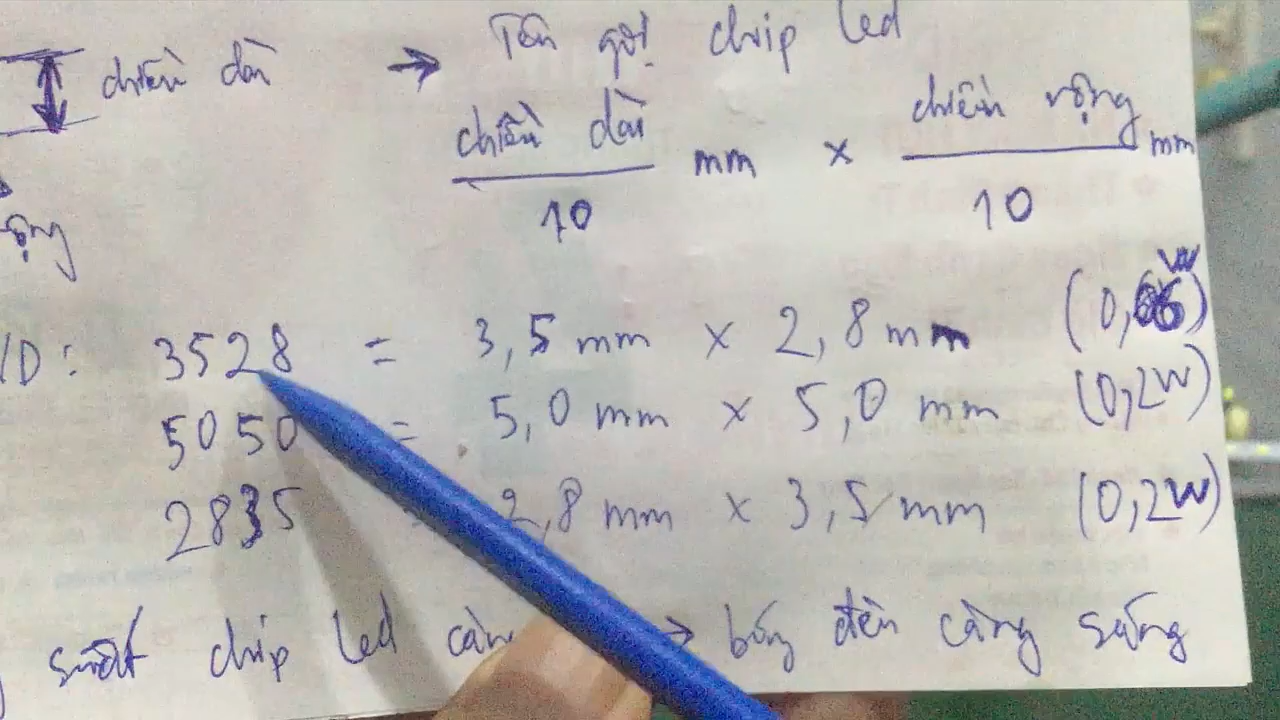 chiều dài → Tên gọi chip led
chiều dài / 10 mm × chiều rộng / 10 mm
rộng
VD: 3528 = 3,5 mm × 2,8 mm (0,06W)
5050 = 5,0 mm × 5,0 mm (0,2W)
2835 = 2,8 mm × 3,5 mm (0,2W)
suất chip led càng → bóng đèn càng sáng